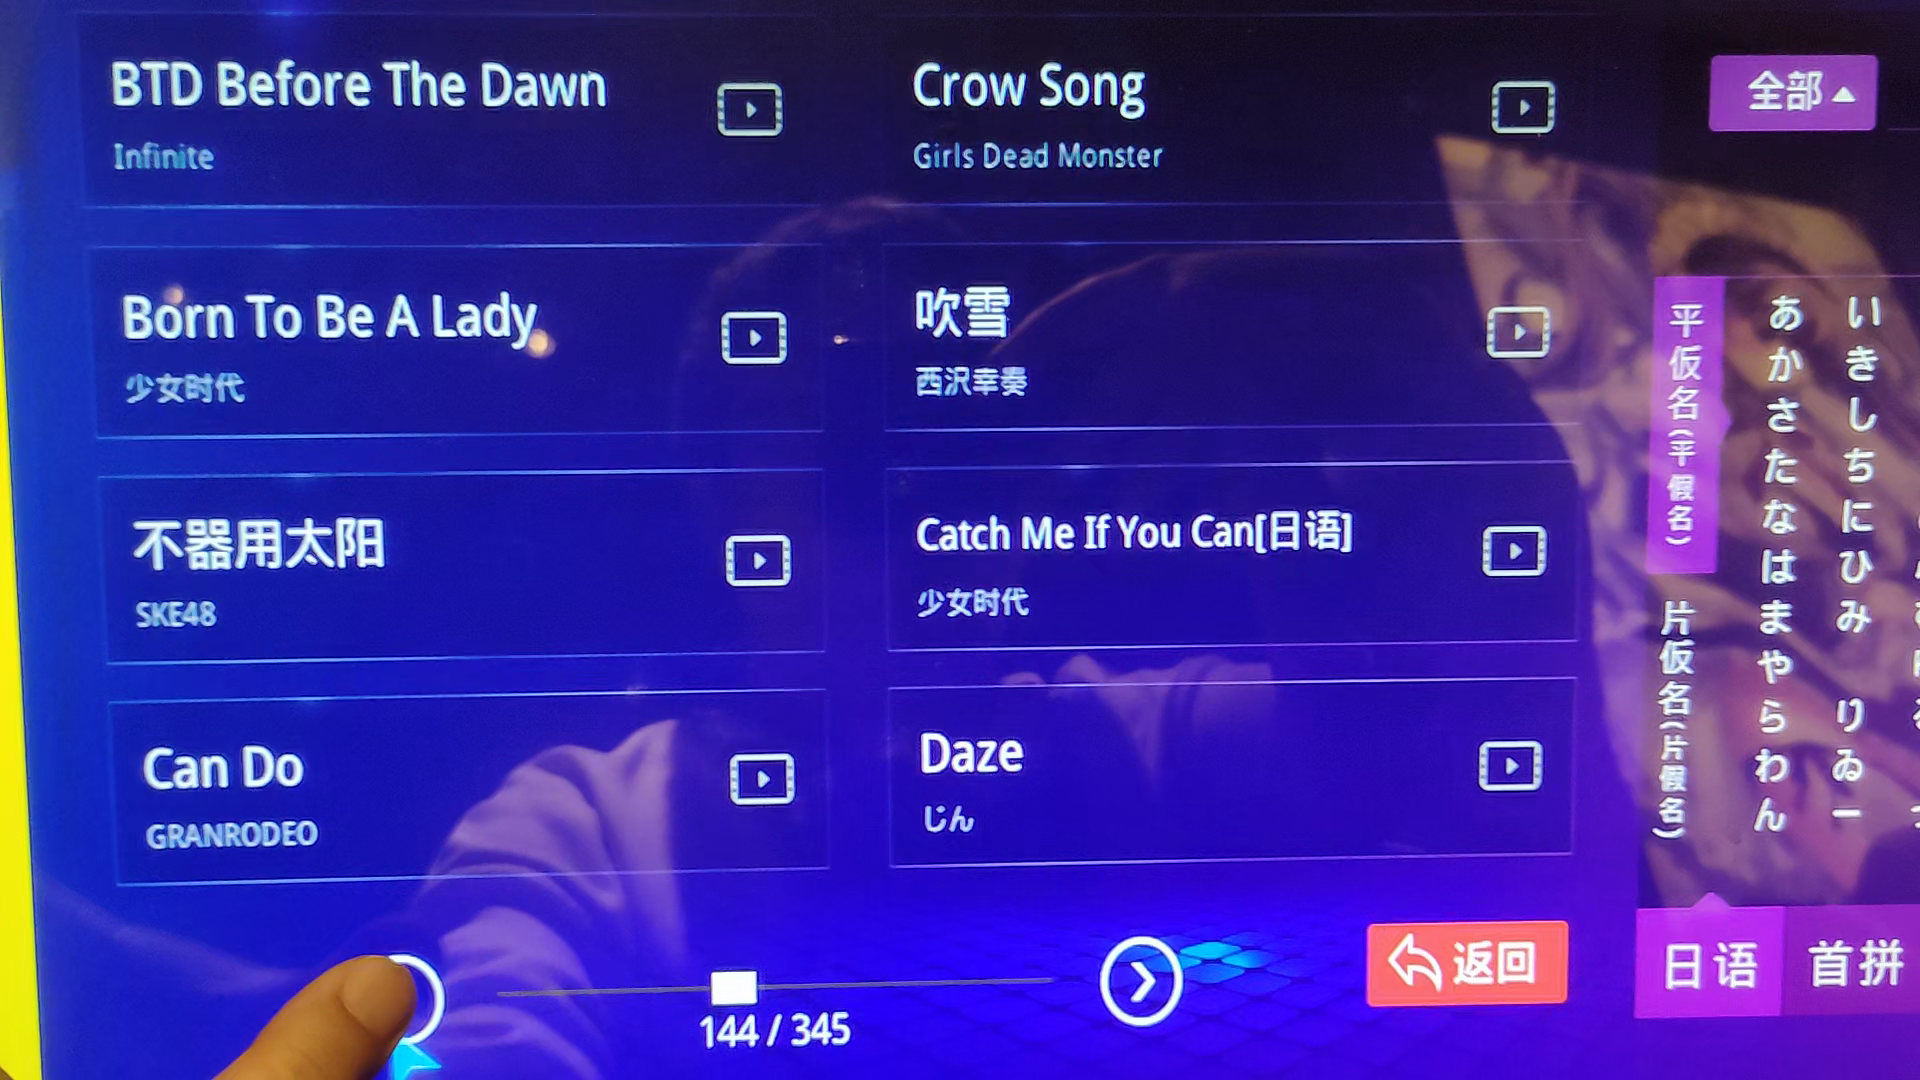 BTD Before The Dawn
Infinite
Crow Song
Girls Dead Monster
Born To Be A Lady
少女时代
吹雪
西沢幸奏
不器用太阳
SKE48
Catch Me If You Can[日语]
少女时代
Can Do
GRANRODEO
Daze
じん
144 / 345
返回
全部
平仮名(平假名)
片仮名(片假名)
あかさたなはまやらわん
いきしちにひみ りゐー
日语
首拼